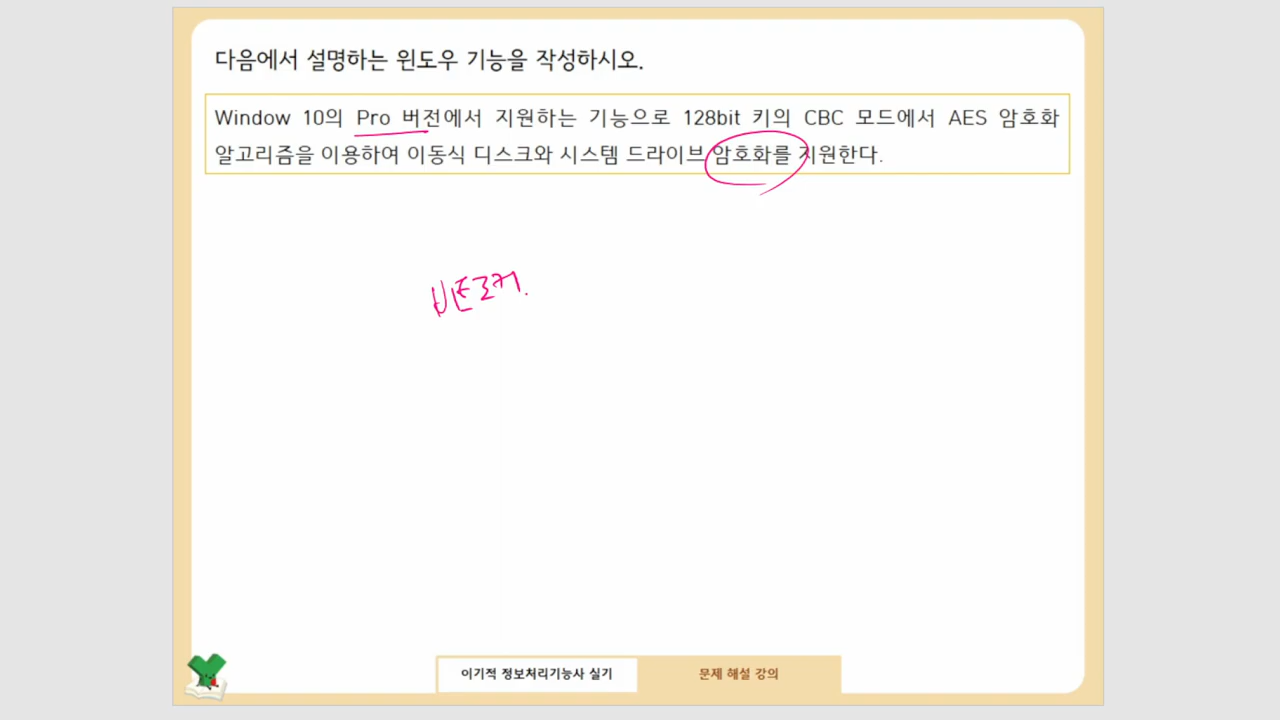 다음에서 설명하는 윈도우 기능을 작성하시오.
Window 10의 Pro 버전에서 지원하는 기능으로 128bit 키의 CBC 모드에서 AES 암호화
알고리즘을 이용하여 이동식 디스크와 시스템 드라이브 암호화를 지원한다.
비트로커.
이기적 정보처리기능사 실기
문제 해설 강의